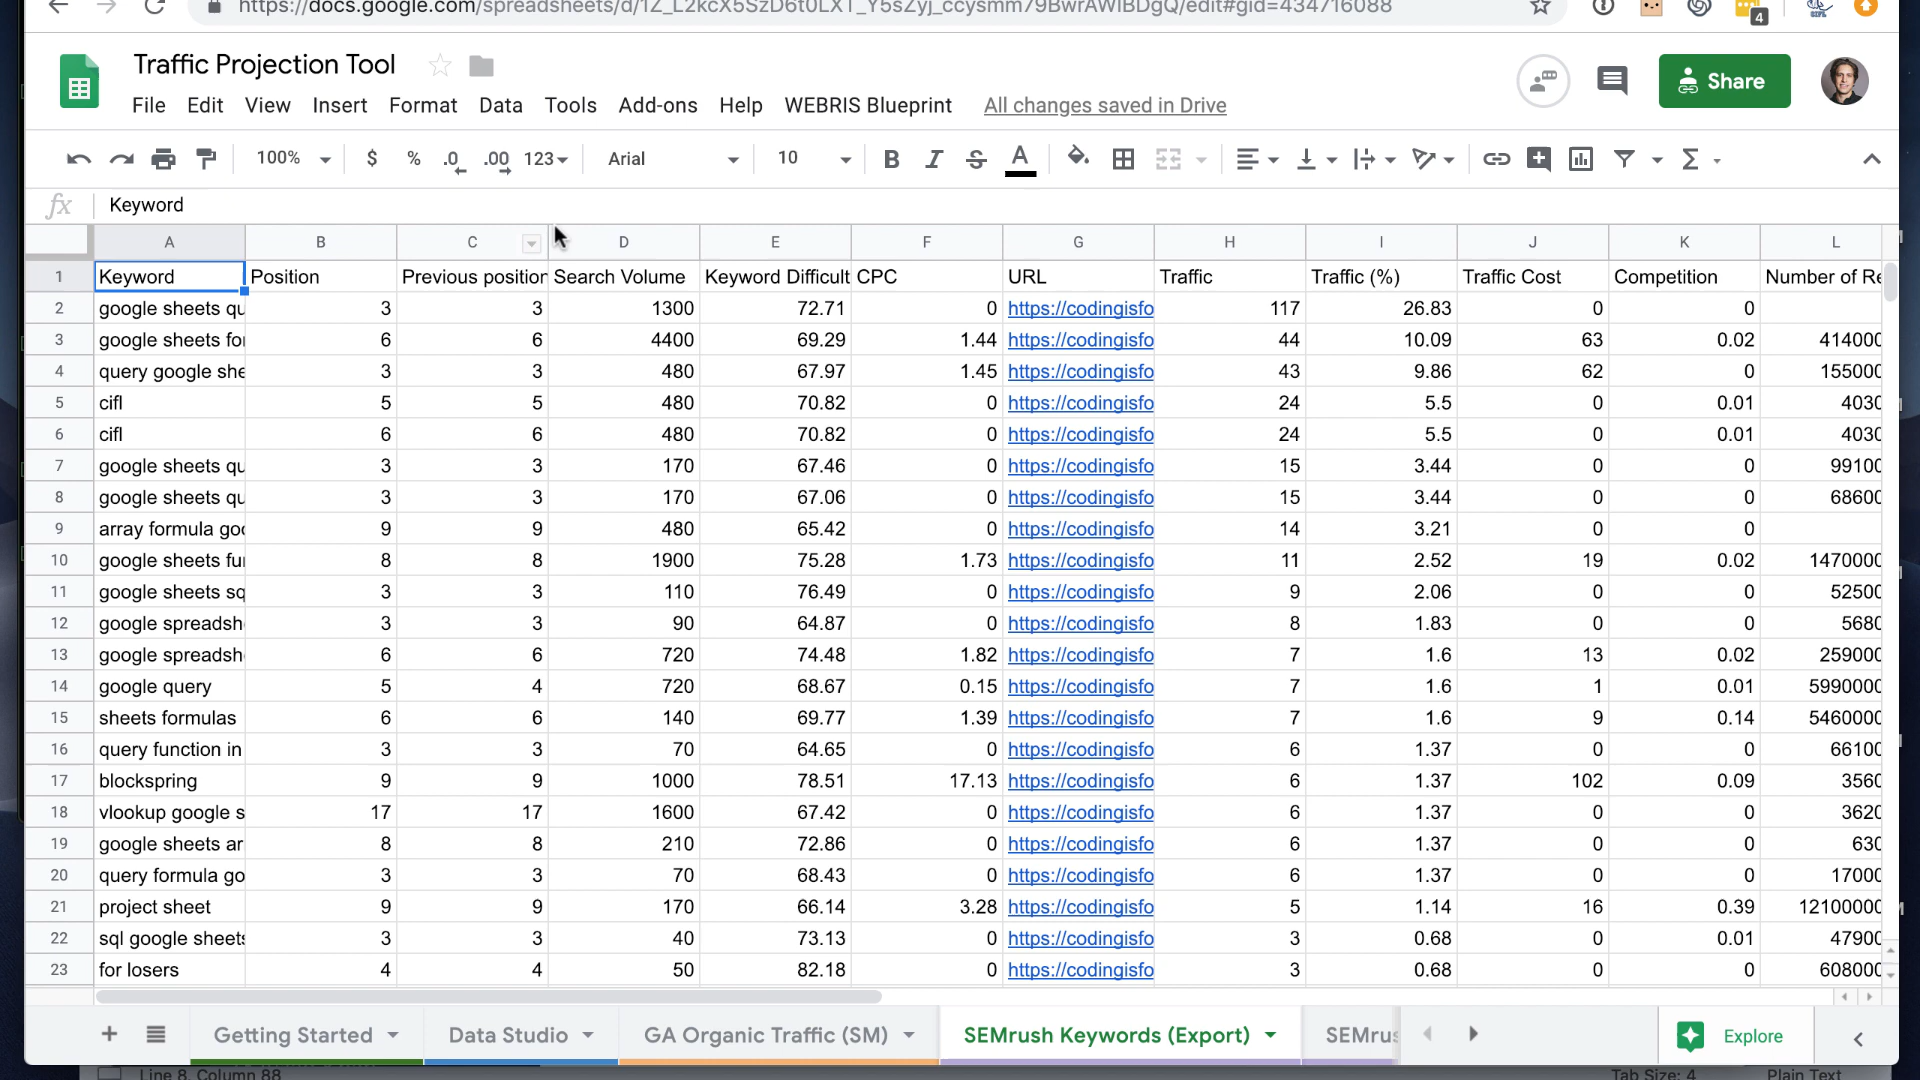 Traffic Projection Tool
File Edit View Insert Format Data Tools Add-ons Help WEBRIS Blueprint All changes saved in Drive
Share
4
100% $ % .0 .00 123 Arial 10 B I S A Σ
fx Keyword
A B C D E F G H I J K L
1 Keyword Position Previous position Search Volume Keyword Difficult CPC URL Traffic Traffic (%) Traffic Cost Competition Number of Re
2 google sheets qu 3 3 1300 72.71 0 https://codingisfo 117 26.83 0 0
3 google sheets for 6 6 4400 69.29 1.44 https://codingisfo 44 10.09 63 0.02 414000
4 query google she 3 3 480 67.97 1.45 https://codingisfo 43 9.86 62 0 155000
5 cifl 5 5 480 70.82 0 https://codingisfo 24 5.5 0 0.01 4030
6 cifl 6 6 480 70.82 0 https://codingisfo 24 5.5 0 0.01 4030
7 google sheets qu 3 3 170 67.46 0 https://codingisfo 15 3.44 0 0 99100
8 google sheets qu 3 3 170 67.06 0 https://codingisfo 15 3.44 0 0 68600
9 array formula goo 9 9 480 65.42 0 https://codingisfo 14 3.21 0 0
10 google sheets fu 8 8 1900 75.28 1.73 https://codingisfo 11 2.52 19 0.02 1470000
11 google sheets sq 3 3 110 76.49 0 https://codingisfo 9 2.06 0 0 52500
12 google spreadsh 3 3 90 64.87 0 https://codingisfo 8 1.83 0 0 5680
13 google spreadsh 6 6 720 74.48 1.82 https://codingisfo 7 1.6 13 0.02 259000
14 google query 5 4 720 68.67 0.15 https://codingisfo 7 1.6 1 0.01 5990000
15 sheets formulas 6 6 140 69.77 1.39 https://codingisfo 7 1.6 9 0.14 5460000
16 query function in 3 3 70 64.65 0 https://codingisfo 6 1.37 0 0 66100
17 blockspring 9 9 1000 78.51 17.13 https://codingisfo 6 1.37 102 0.09 3560
18 vlookup google s 17 17 1600 67.42 0 https://codingisfo 6 1.37 0 0 3620
19 google sheets ar 8 8 210 72.86 0 https://codingisfo 6 1.37 0 0 630
20 query formula go 3 3 70 68.43 0 https://codingisfo 6 1.37 0 0 17000
21 project sheet 9 9 170 66.14 3.28 https://codingisfo 5 1.14 16 0.39 12100000
22 sql google sheets 3 3 40 73.13 0 https://codingisfo 3 0.68 0 0.01 47900
23 for losers 4 4 50 82.18 0 https://codingisfo 3 0.68 0 0 608000
Getting Started Data Studio GA Organic Traffic (SM) SEMrush Keywords (Export) SEMrus Explore
Line 8, Column 88 Tab Size: 4 Plain Text